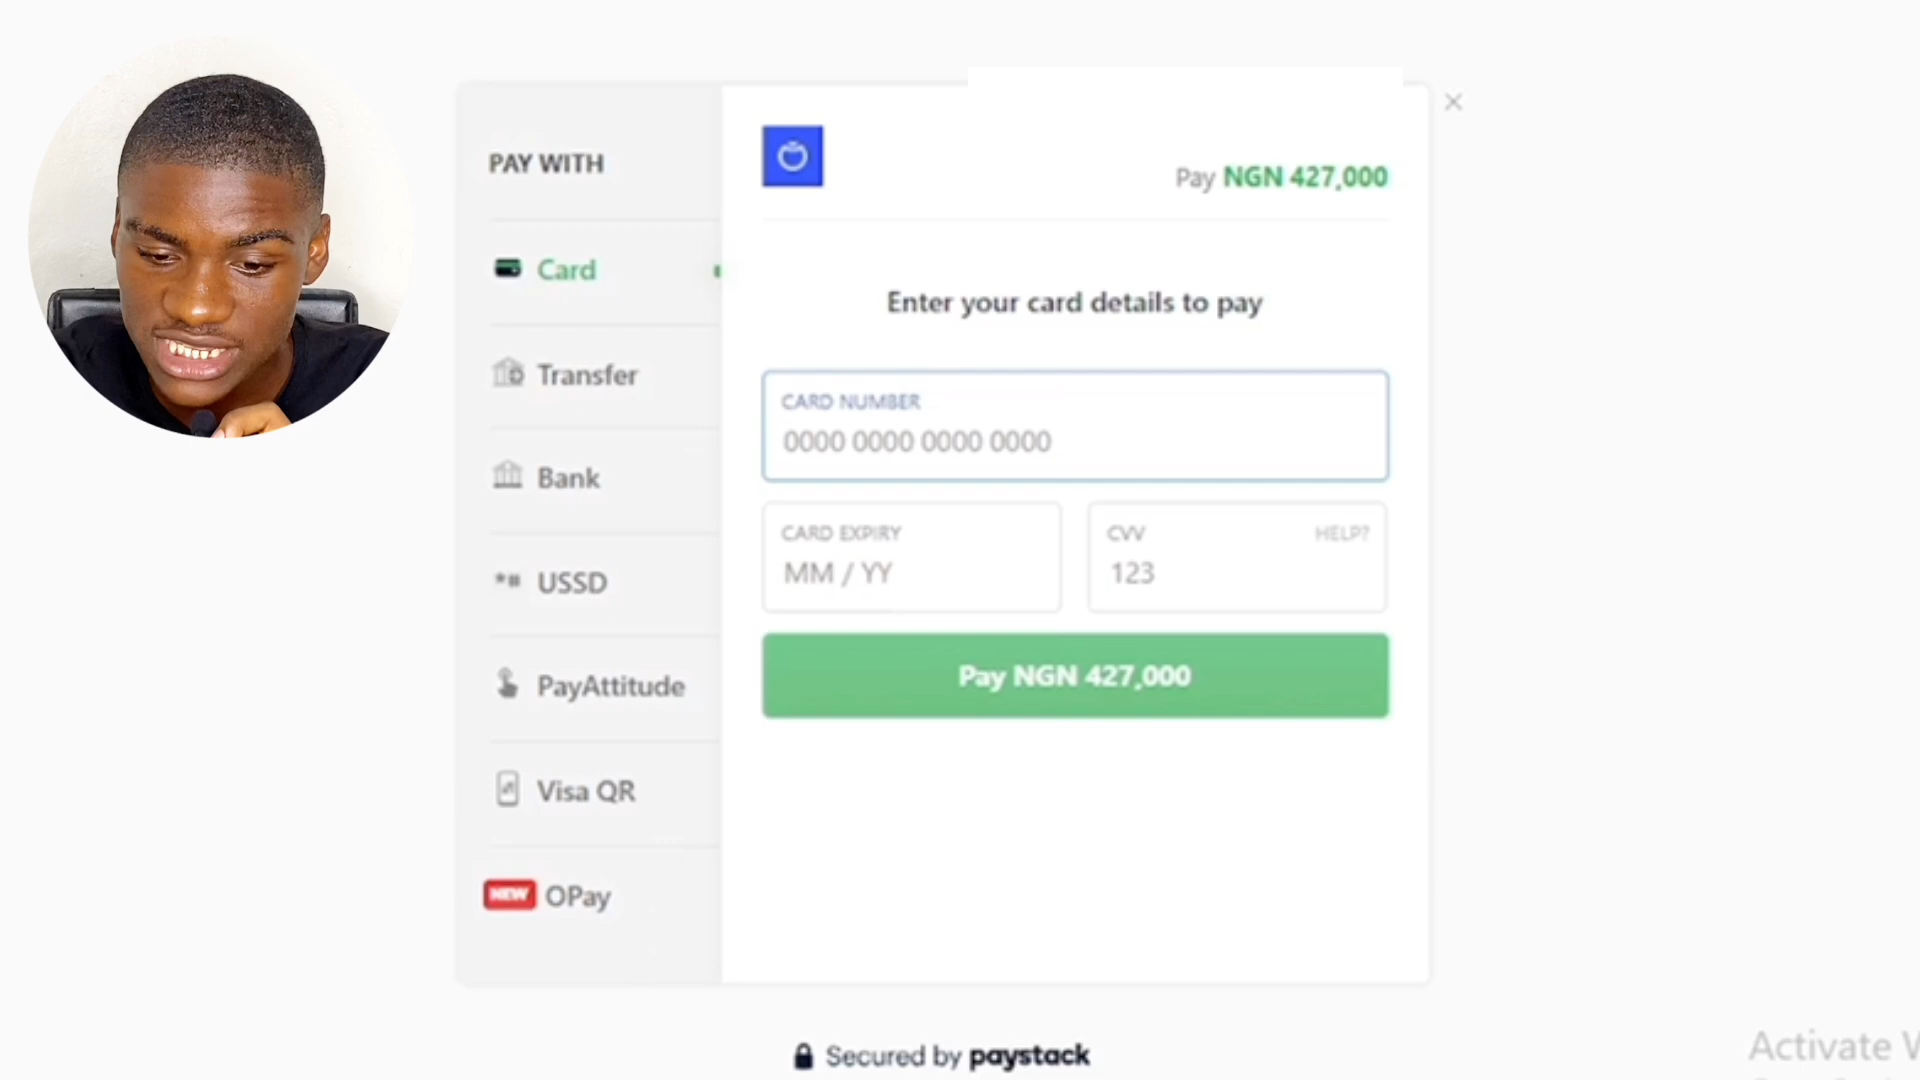 PAY WITH
Pay NGN 427,000
Card
Enter your card details to pay
Transfer
CARD NUMBER
0000 0000 0000 0000
Bank
CARD EXPIRY
MM / YY
CVV
HELP?
123
*# USSD
Pay NGN 427,000
PayAttitude
Visa QR
NEW OPay
Secured by paystack
Activate